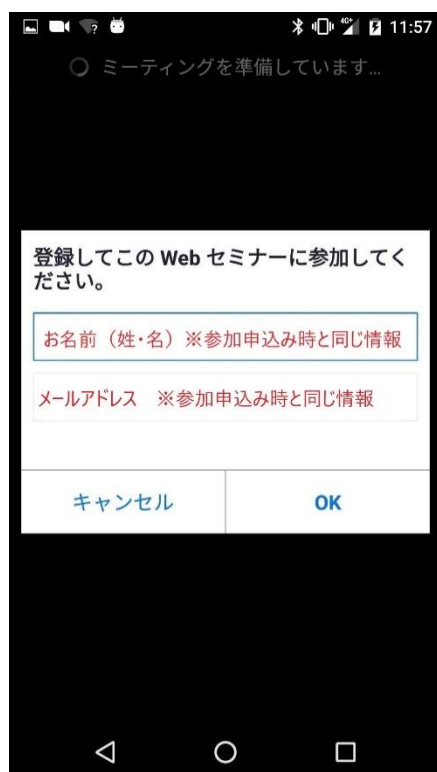 11:57
ミーティングを準備しています...
登録してこの Web セミナーに参加してく
ださい。
お名前（姓・名）※参加申込み時と同じ情報
メールアドレス　※参加申込み時と同じ情報
キャンセル
OK